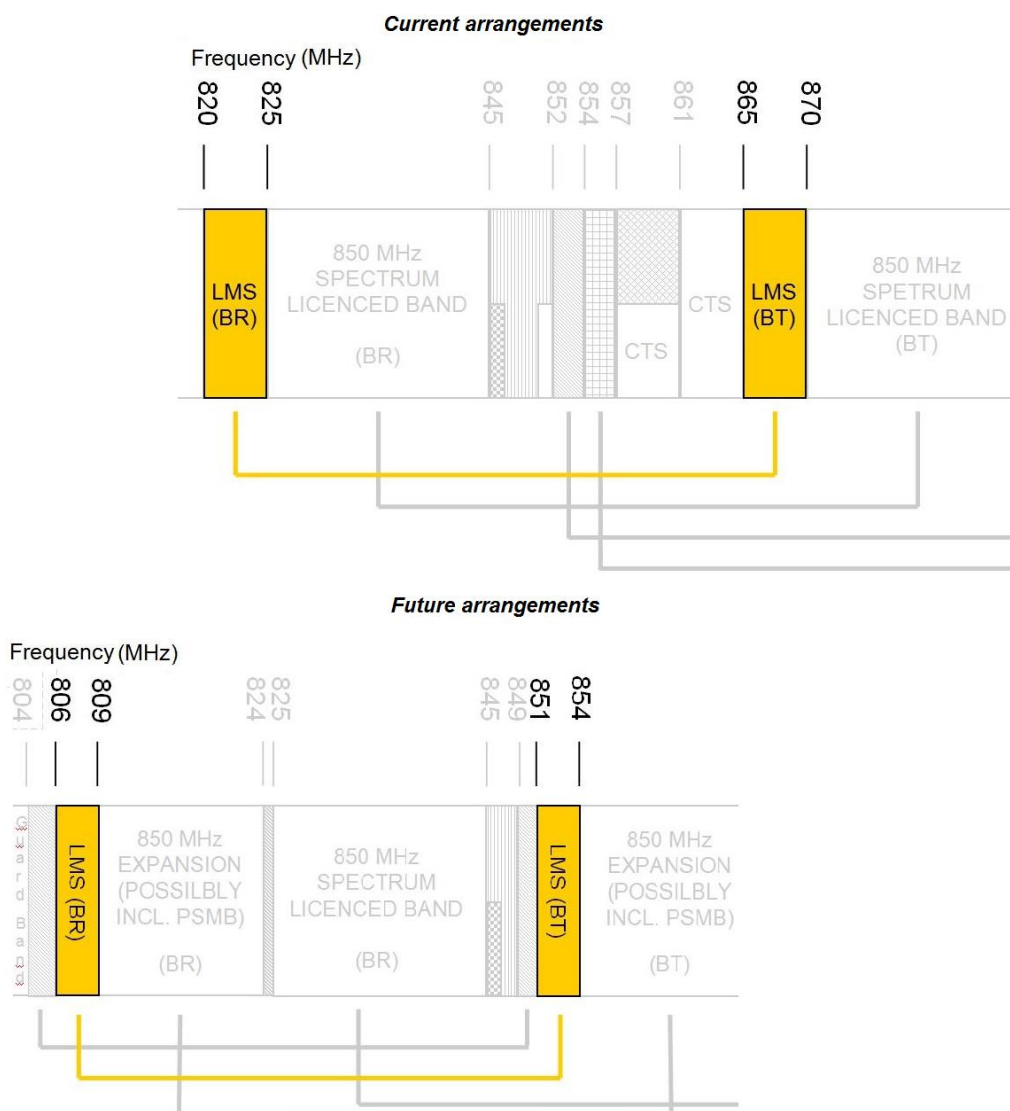 Current arrangements
Frequency (MHz)
820
825
845
852
854
857
861
865
870
LMS
(BR)
850 MHz
SPECTRUM
LICENCED BAND
(BR)
CTS
CTS
LMS
(BT)
850 MHz
SPETRUM
LICENCED BAND
(BT)
Future arrangements
Frequency (MHz)
804
806
809
824
825
845
849
851
854
Guard Band
LMS (BR)
850 MHz
EXPANSION
(POSSILBLY
INCL. PSMB)
(BR)
850 MHz
SPECTRUM
LICENCED BAND
(BR)
LMS (BT)
850 MHz
EXPANSION
(POSSILBLY
INCL. PSMB)
(BT)